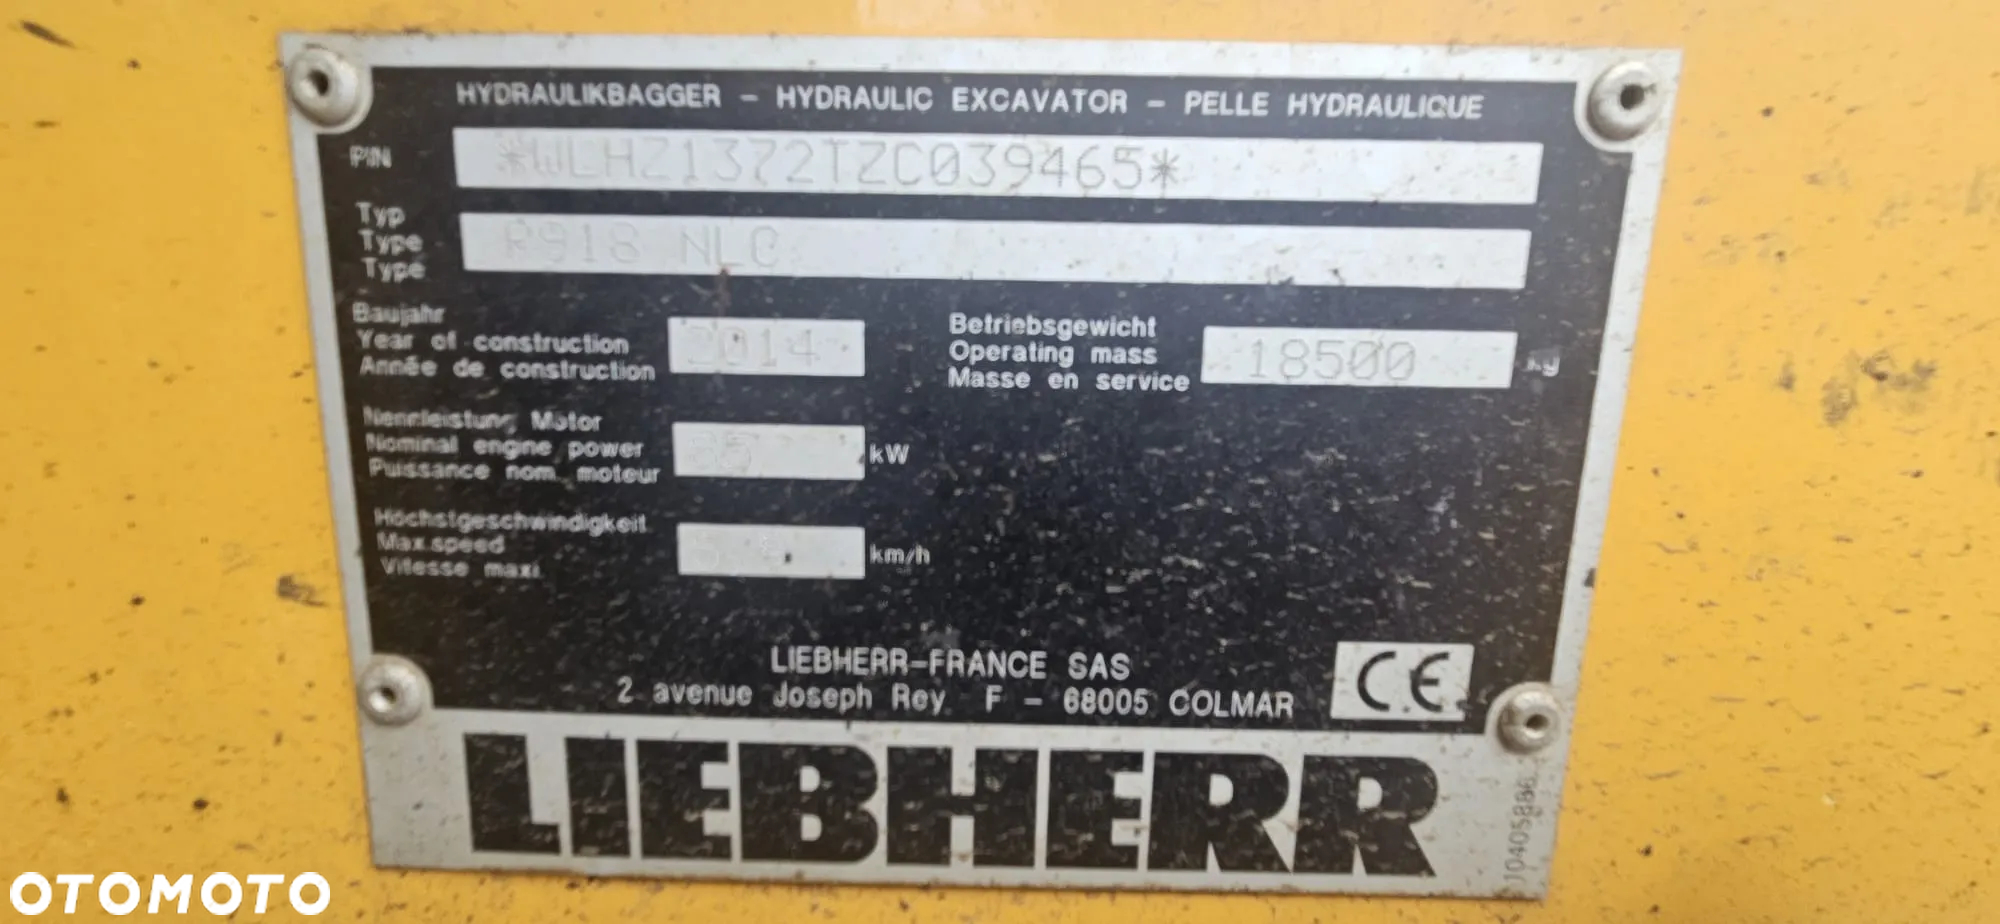 HYDRAULIKBAGGER - HYDRAULIC EXCAVATOR - PELLE HYDRAULIQUE
PIN *WLHZ1372TZC039465*
Typ
Type R918 NLC
Type
Baujahr
Year of construction 2014
Année de construction
Betriebsgewicht
Operating mass 18500 kg
Masse en service
Nennleistung Motor
Nominal engine power kW
Puissance nom. moteur
Höchstgeschwindigkeit
Max.speed km/h
Vitesse maxi.
LIEBHERR-FRANCE SAS
2 avenue Joseph Rey F - 68005 COLMAR
CE
LIEBHERR
10405886
OTOMOTO